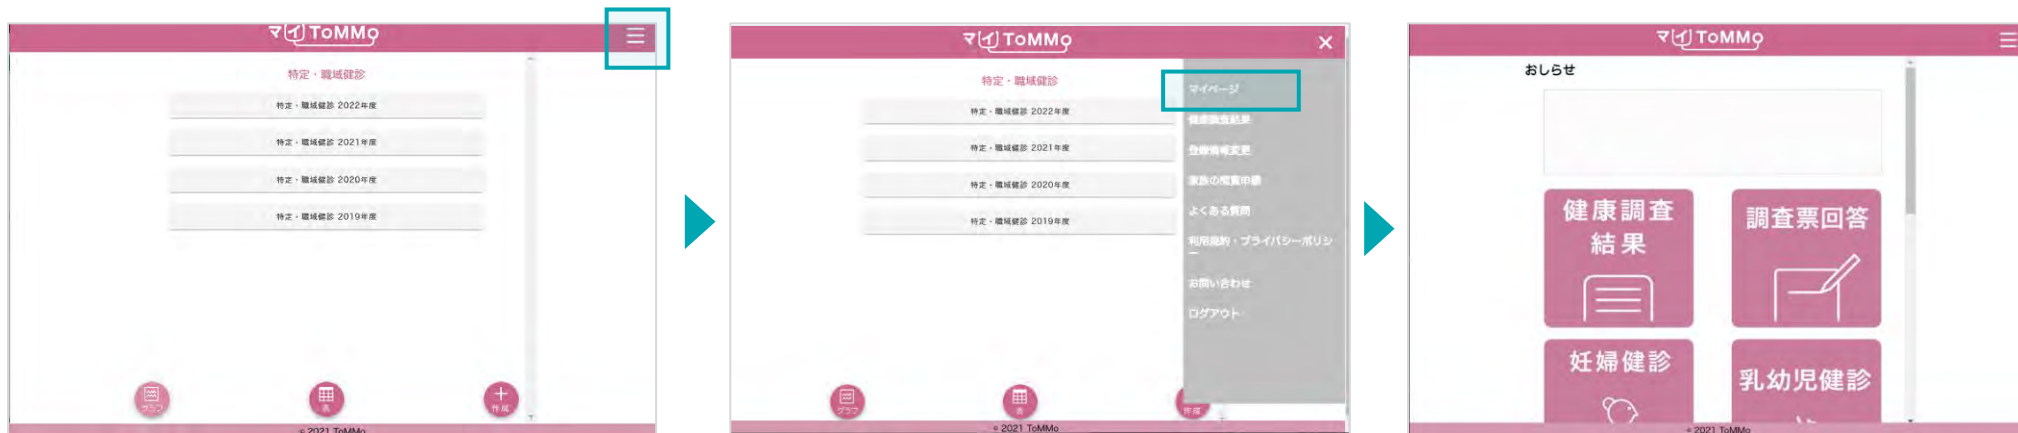 マイToMMo
特定・職域健診
特定・職域健診 2022年度
特定・職域健診 2021年度
特定・職域健診 2020年度
特定・職域健診 2019年度
グラフ
表
作成
© 2021 ToMMo
マイToMMo
特定・職域健診
特定・職域健診 2022年度
特定・職域健診 2021年度
特定・職域健診 2020年度
特定・職域健診 2019年度
マイページ
健康調査結果
登録情報変更
家族の閲覧申請
よくある質問
利用規約・プライバシーポリシ
ー
お問い合わせ
ログアウト
グラフ
表
作成
© 2021 ToMMo
マイToMMo
おしらせ
健康調査
結果
調査票回答
妊婦健診
乳幼児健診
© 2021 ToMMo